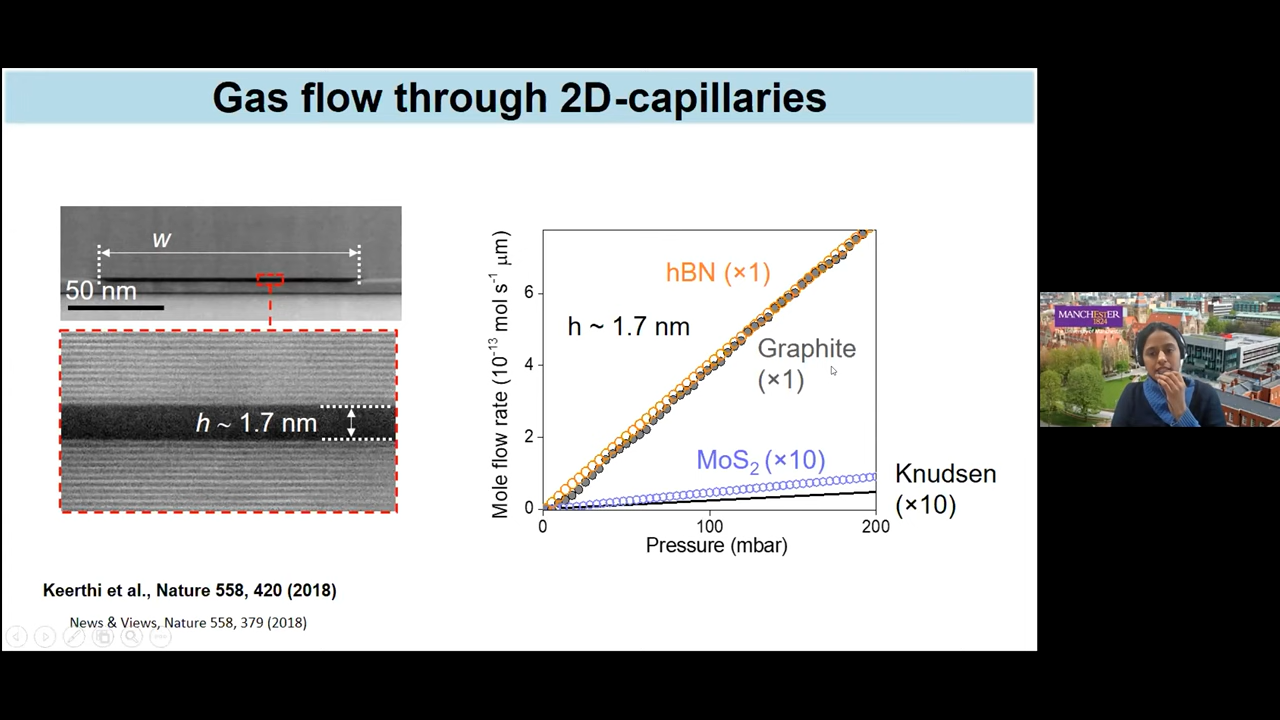 Gas flow through 2D-capillaries
w
50 nm
h ~ 1.7 nm
Mole flow rate (10⁻¹³ mol s⁻¹ μm)
6
4
2
0
hBN (×1)
h ~ 1.7 nm
Graphite
(×1)
MoS₂ (×10)
Knudsen
(×10)
0
100
200
Pressure (mbar)
Keerthi et al., Nature 558, 420 (2018)
News & Views, Nature 558, 379 (2018)
MANCHESTER
1824